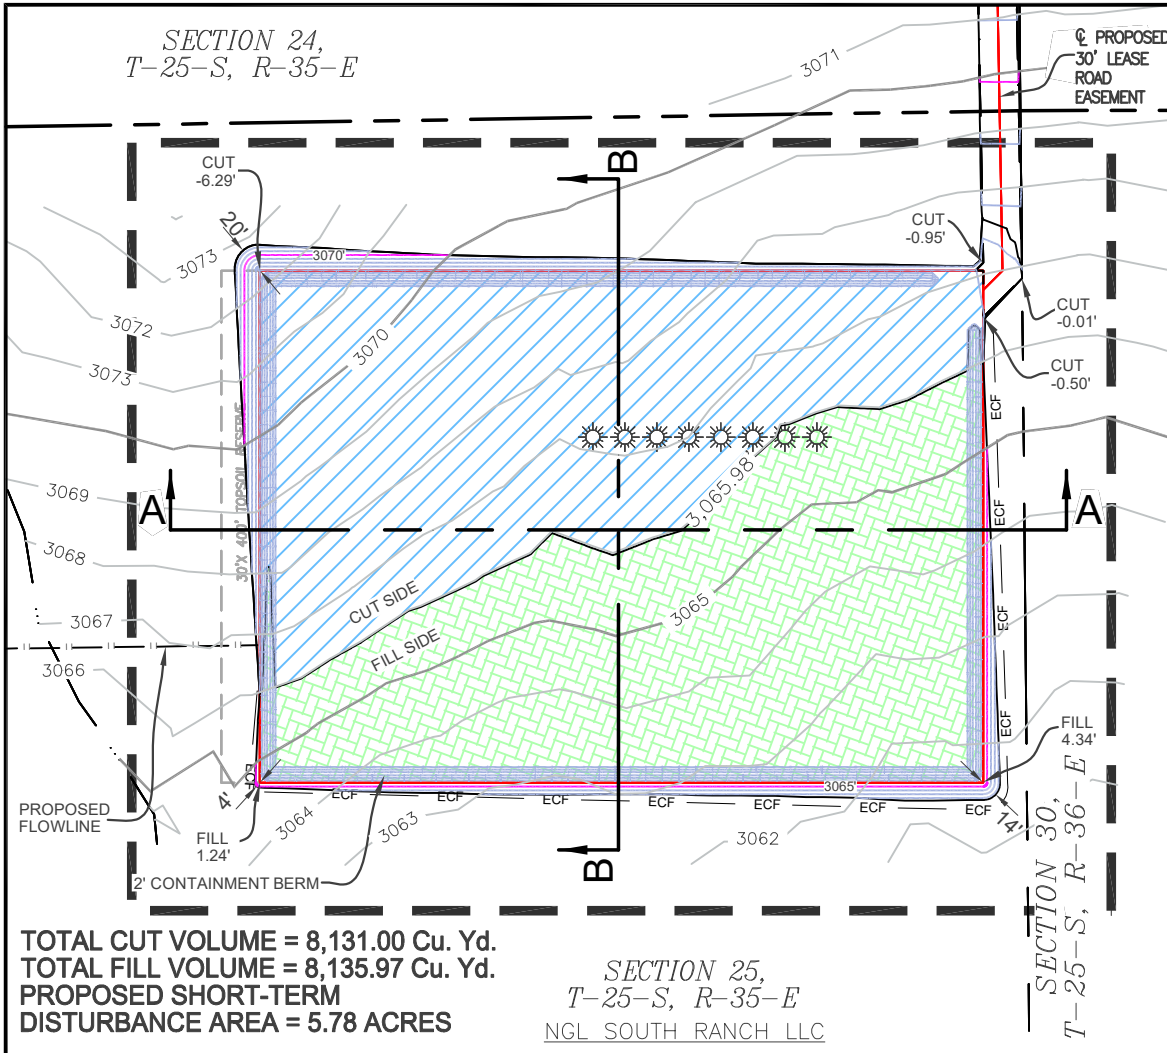 SECTION 24,
T-25-S, R-35-E
3071
℄ PROPOSED
30' LEASE
ROAD
EASEMENT
CUT
-6.29'
B
20'
3073
3070'
CUT
-0.95'
3072
3070
CUT
-0.01'
3073
CUT
-0.50'
ECF
30'X 400' TOPSOIL RESERVE
3069
3,065.98'
A
A
ECF
3068
CUT SIDE
3067
FILL SIDE
3065
ECF
3066
ECF
FILL
4.34'
ECF
3065'
4'
ECF
ECF
ECF
ECF
ECF
ECF
ECF
14'
PROPOSED
FLOWLINE
3064
3063
3062
FILL
1.24'
B
2' CONTAINMENT BERM
SECTION 30,
T-25-S, R-36-E
TOTAL CUT VOLUME = 8,131.00 Cu. Yd.
TOTAL FILL VOLUME = 8,135.97 Cu. Yd.
PROPOSED SHORT-TERM
DISTURBANCE AREA = 5.78 ACRES
SECTION 25,
T-25-S, R-35-E
NGL SOUTH RANCH LLC